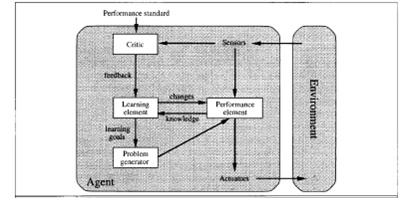 Performance standard
Critic
Sensors
feedback
changes
Learning
element
Performance
element
knowledge
learning
goals
Problem
generator
Agent
Actuators
Environment